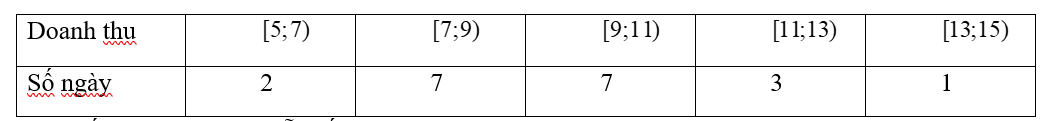 Doanh thu [5;7) [7;9) [9;11) [11;13) [13;15)
Số ngày 2 7 7 3 1